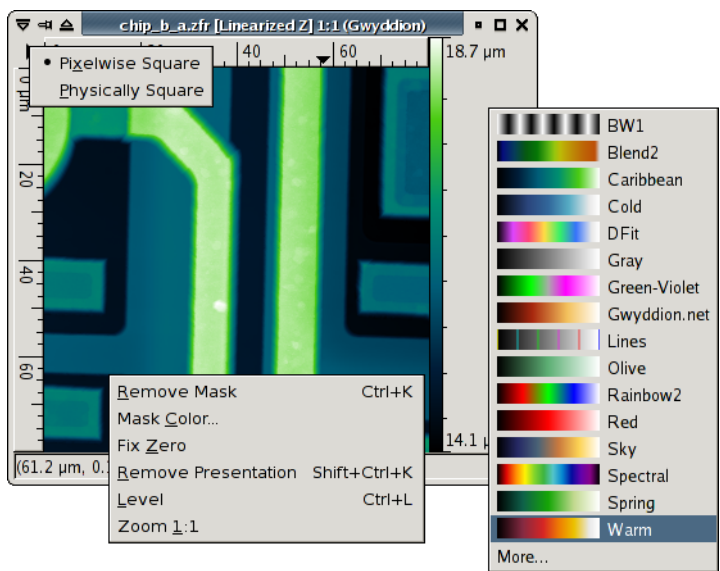 chip_b_a.zfr [Linearized Z] 1:1 (Gwyddion)
40
60
18.7 µm
Pixelwise Square
Physically Square
0 µm
20
40
60
14.1 µ
Remove Mask Ctrl+K
Mask Color...
Fix Zero
Remove Presentation Shift+Ctrl+K
Level Ctrl+L
Zoom 1:1
(61.2 µm, 0.
BW1
Blend2
Caribbean
Cold
DFit
Gray
Green-Violet
Gwyddion.net
Lines
Olive
Rainbow2
Red
Sky
Spectral
Spring
Warm
More...